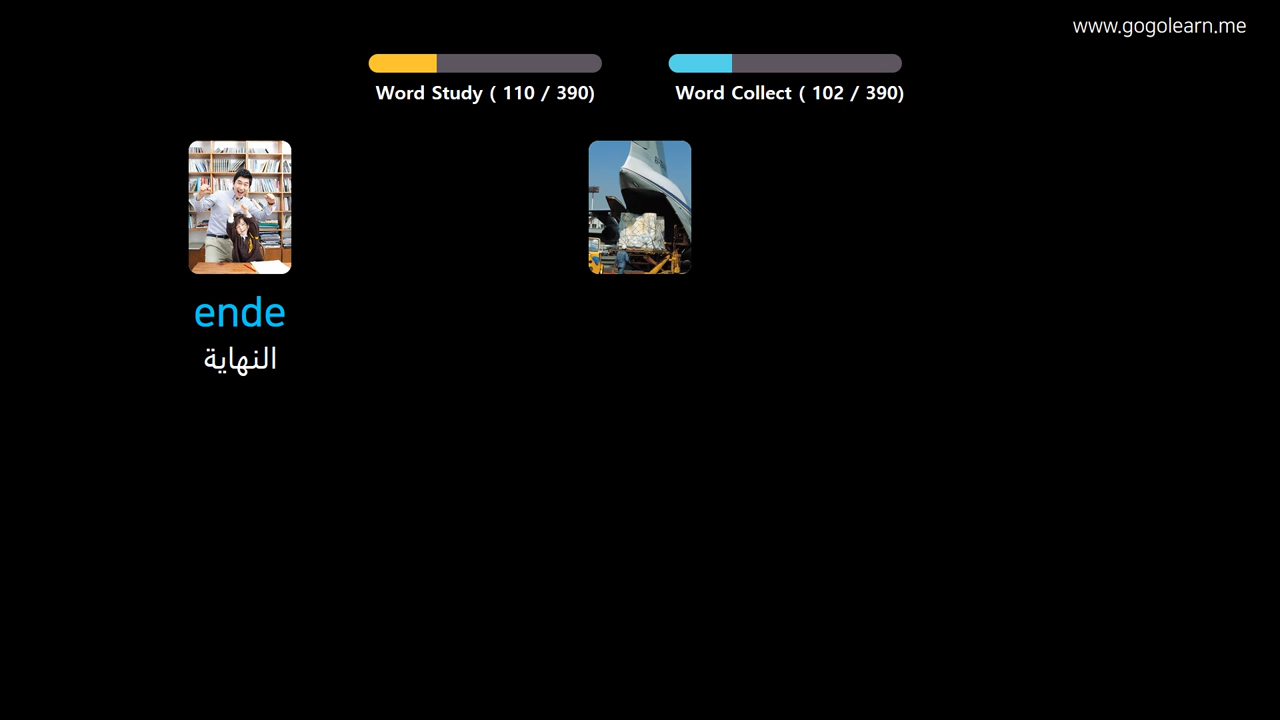 www.gogolearn.me
Word Study ( 110 / 390)
Word Collect ( 102 / 390)
ende
النهاية